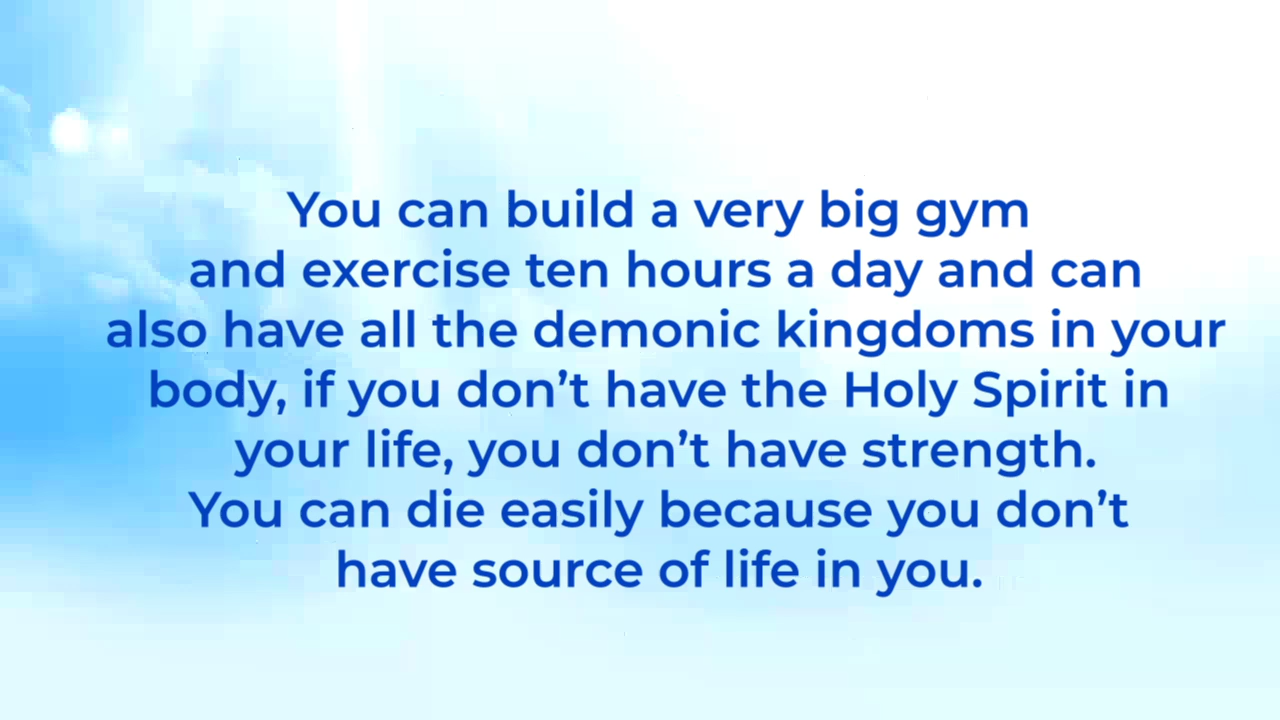 You can build a very big gym
and exercise ten hours a day and can
also have all the demonic kingdoms in your
body, if you don’t have the Holy Spirit in
your life, you don’t have strength.
You can die easily because you don’t
have source of life in you.